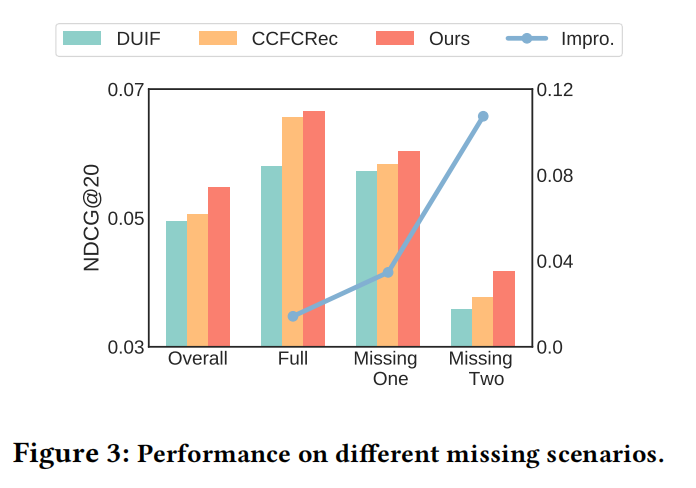 DUIF CCFCRec Ours Impro.
0.07 0.12
0.08
NDCG@20
0.05
0.04
0.03 0.0
Overall Full Missing Missing
One Two
Figure 3: Performance on different missing scenarios.